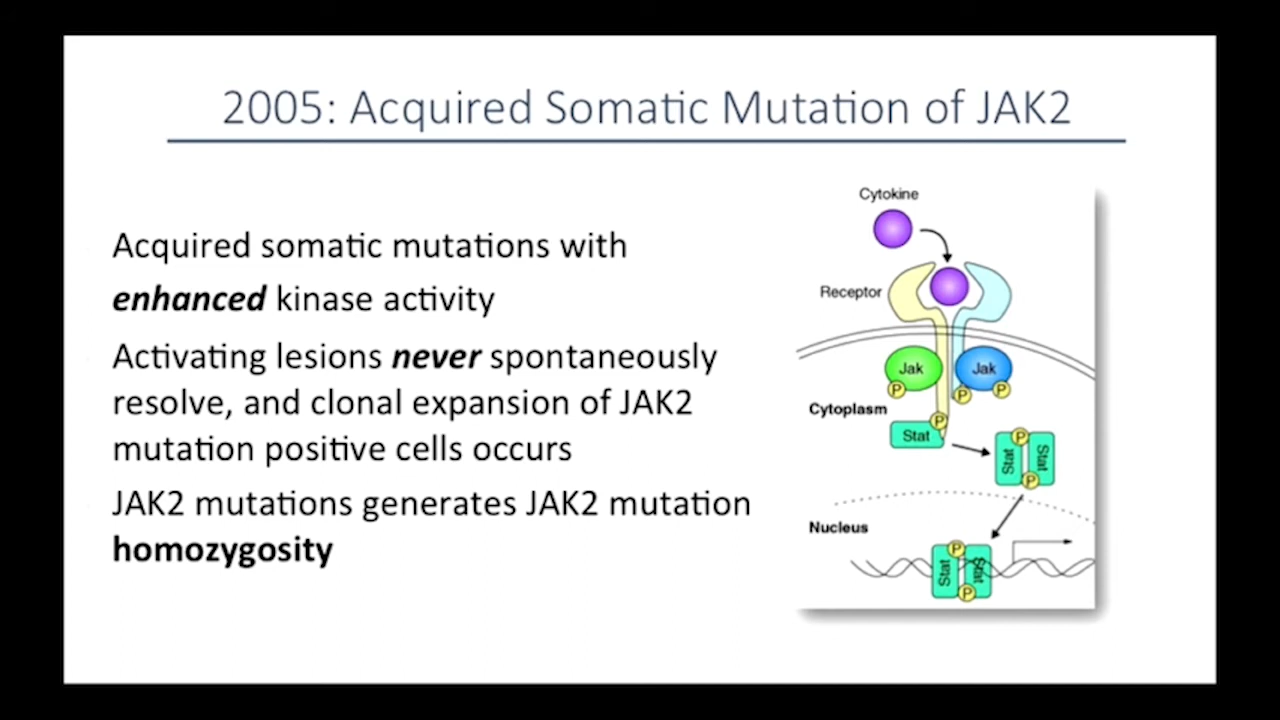 2005: Acquired Somatic Mutation of JAK2
Acquired somatic mutations with
enhanced kinase activity
Activating lesions never spontaneously
resolve, and clonal expansion of JAK2
mutation positive cells occurs
JAK2 mutations generates JAK2 mutation
homozygosity
Cytokine
Receptor
Jak
Jak
P
P
P
Cytoplasm
P
Stat
P
Stat
Stat
P
Nucleus
P
Stat
Stat
P